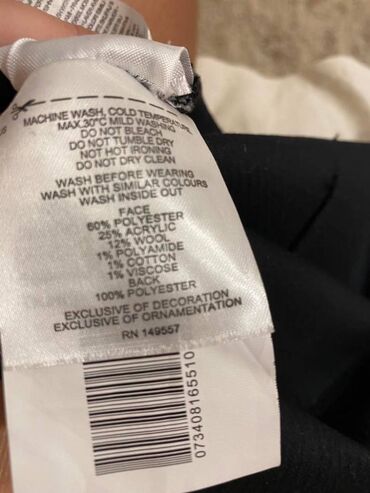 MACHINE WASH, COLD TEMPERATURE
MAX.30°C MILD WASHING
DO NOT BLEACH
DO NOT TUMBLE DRY
NOT HOT IRONING
DO NOT DRY CLEAN
WASH BEFORE WEARING
WASH WITH SIMILAR COLOURS
WASH INSIDE OUT
FACE
60% POLYESTER
25% ACRYLIC
12% WOOL
1% POLYAMIDE
1% COTTON
1% VISCOSE
BACK
100% POLYESTER
EXCLUSIVE OF DECORATION
EXCLUSIVE OF ORNAMENTATION
RN 149557
073408165510